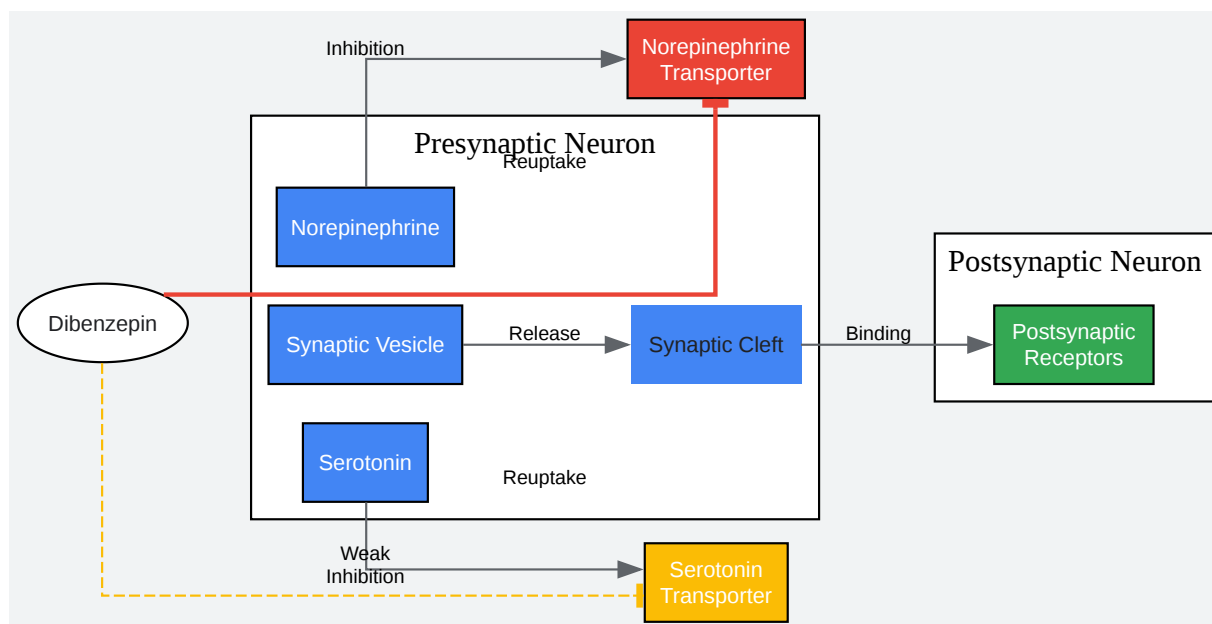 Inhibition
Norepinephrine
Transporter
Presynaptic Neuron
Reuptake
Norepinephrine
Postsynaptic Neuron
Dibenzepin
Synaptic Vesicle
Release
Synaptic Cleft
Binding
Postsynaptic
Receptors
Serotonin
Reuptake
Weak
Inhibition
Serotonin
Transporter